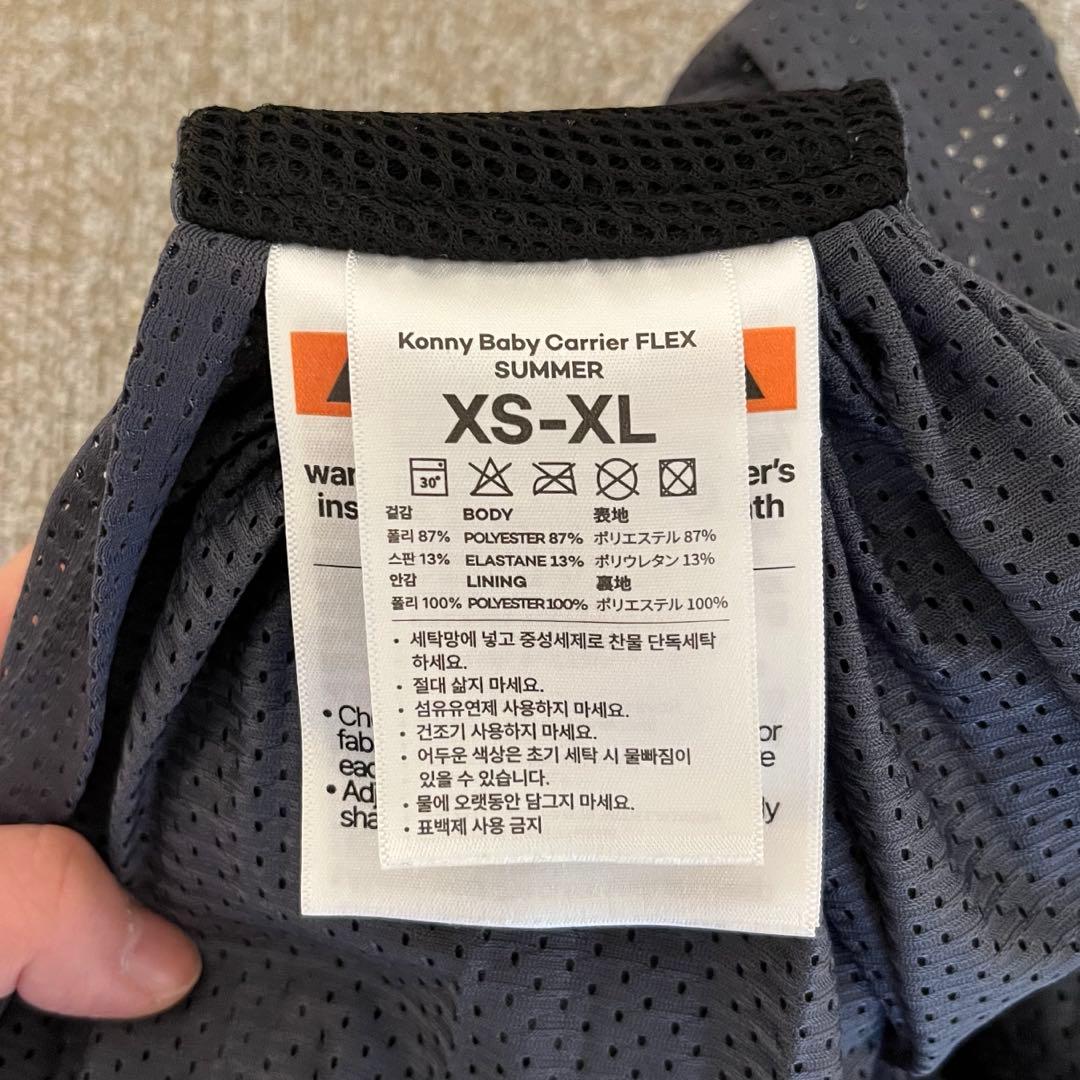 Konny Baby Carrier FLEX
SUMMER
XS-XL
30°
겉감 BODY 表地
폴리 87% POLYESTER 87% ポリエステル 87%
스판 13% ELASTANE 13% ポリウレタン 13%
안감 LINING 裏地
폴리 100% POLYESTER 100% ポリエステル 100%
• 세탁망에 넣고 중성세제로 찬물 단독세탁
하세요.
• 절대 삶지 마세요.
• 섬유유연제 사용하지 마세요.
• 건조기 사용하지 마세요.
• 어두운 색상은 초기 세탁 시 물빠짐이
있을 수 있습니다.
• 물에 오랫동안 담그지 마세요.
• 표백제 사용 금지